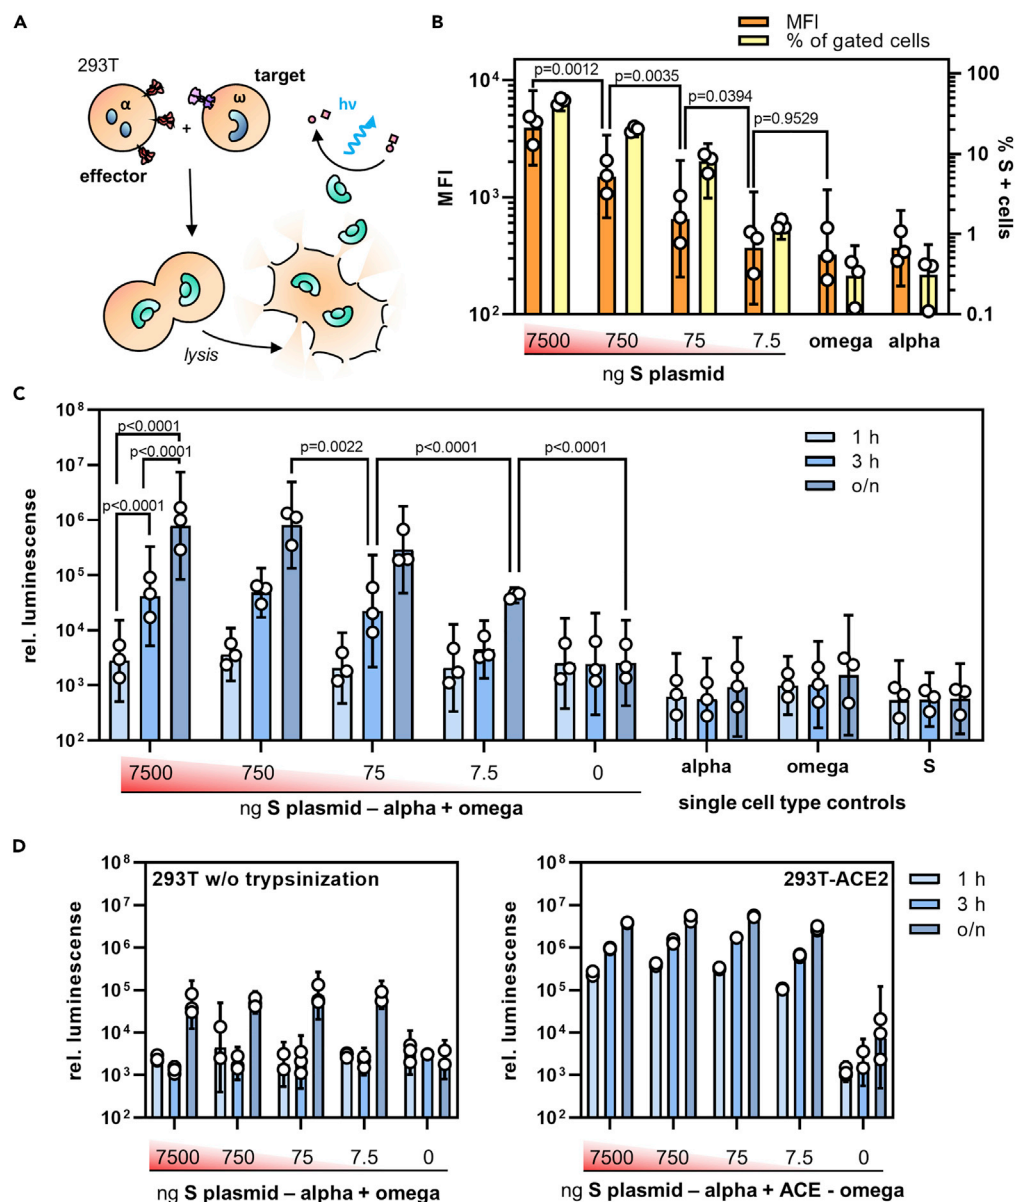 A
293T
target
α
ω
hν
+
effector
lysis
B
MFI
% of gated cells
p=0.0012
p=0.0035
p=0.0394
p=0.9529
10⁴
10³
10²
MFI
100
10
1
0.1
% S + cells
7500 750 75 7.5 omega alpha
ng S plasmid
C
10⁸
10⁷
10⁶
10⁵
10⁴
10³
10²
rel. luminescense
p<0.0001
p<0.0001
p<0.0001
p=0.0022
p<0.0001
p<0.0001
1 h
3 h
o/n
7500 750 75 7.5 0 alpha omega S
ng S plasmid – alpha + omega
single cell type controls
D
10⁸
10⁷
10⁶
10⁵
10⁴
10³
10²
rel. luminescense
293T w/o trypsinization
7500 750 75 7.5 0
ng S plasmid – alpha + omega
10⁸
10⁷
10⁶
10⁵
10⁴
10³
10²
rel. luminescense
293T-ACE2
1 h
3 h
o/n
7500 750 75 7.5 0
ng S plasmid – alpha + ACE - omega